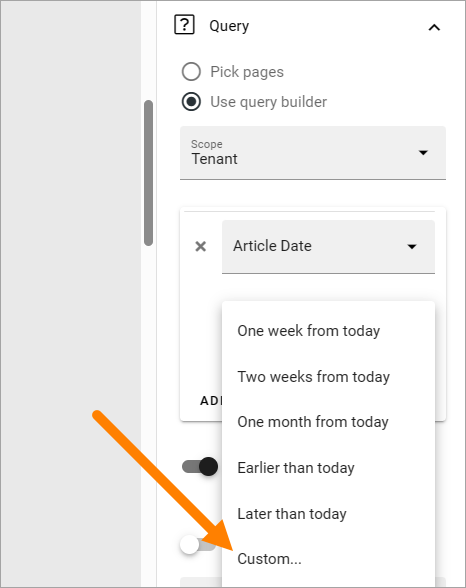 Query
Pick pages
Use query builder
Scope
Tenant
Article Date
One week from today
Two weeks from today
One month from today
AD
Earlier than today
Later than today
Custom...